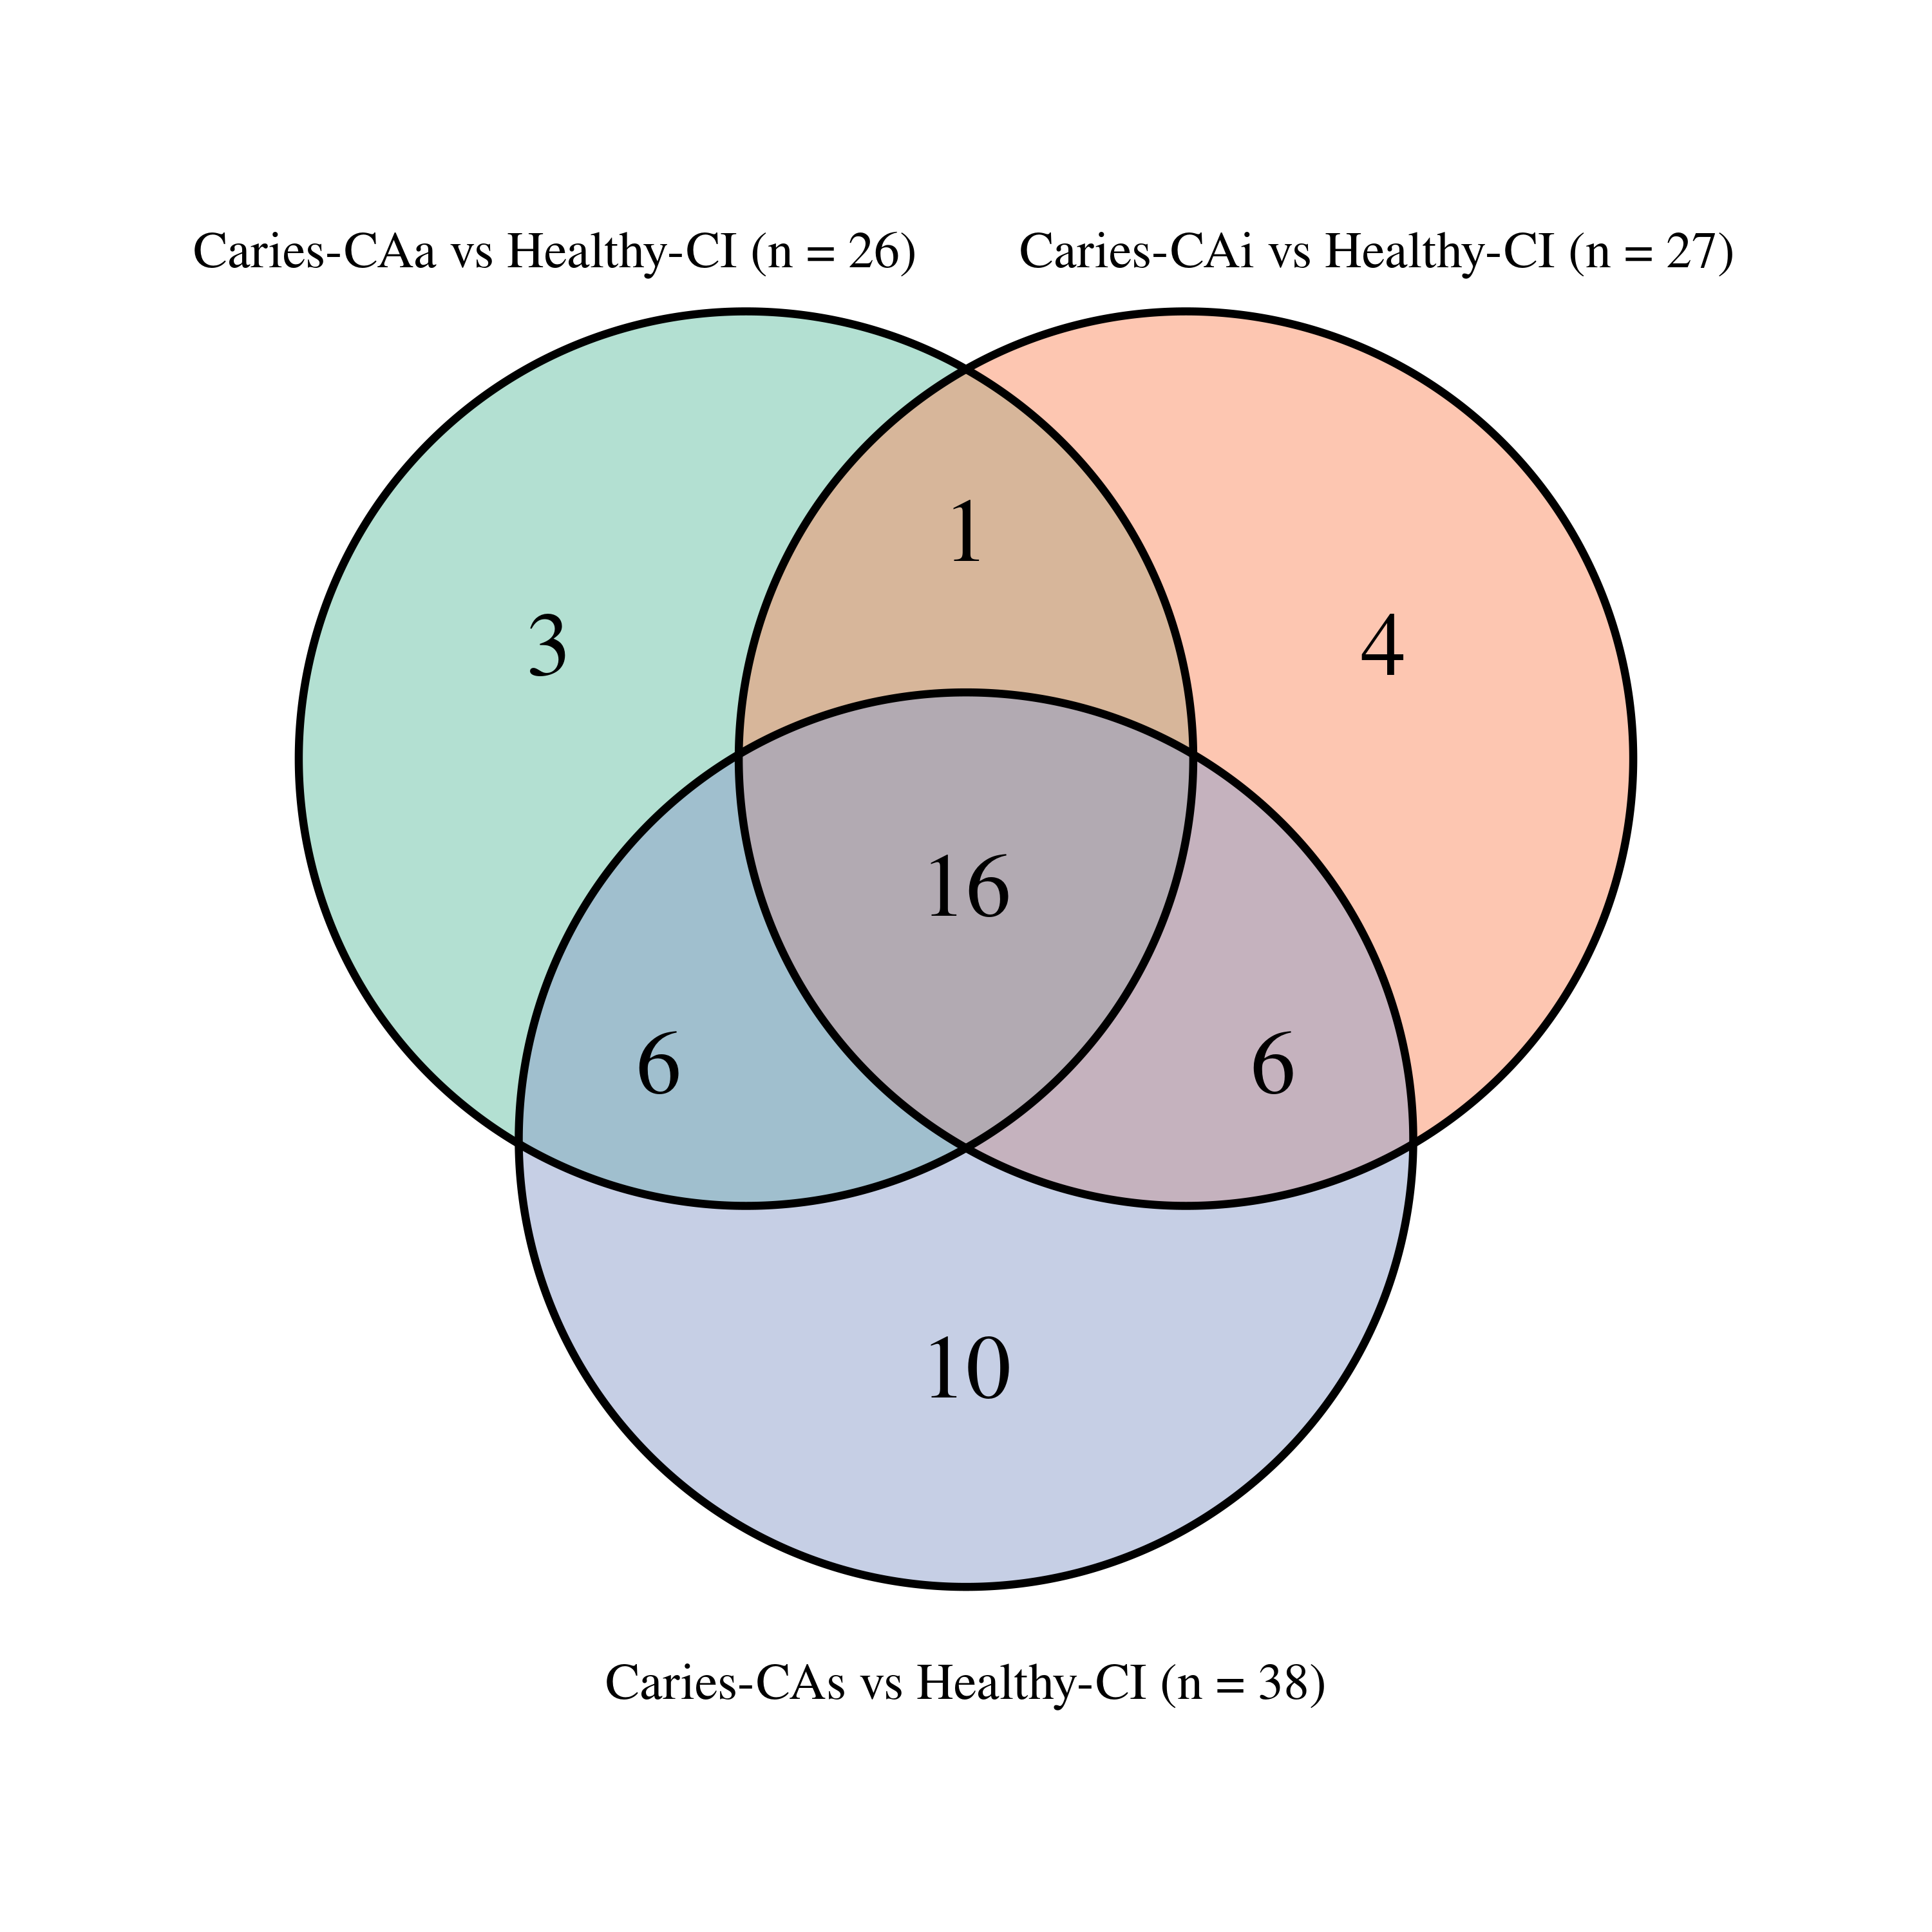 Caries-CAa vs Healthy-CI (n = 26)
Caries-CAi vs Healthy-CI (n = 27)
1
3
4
16
6
6
10
Caries-CAs vs Healthy-CI (n = 38)